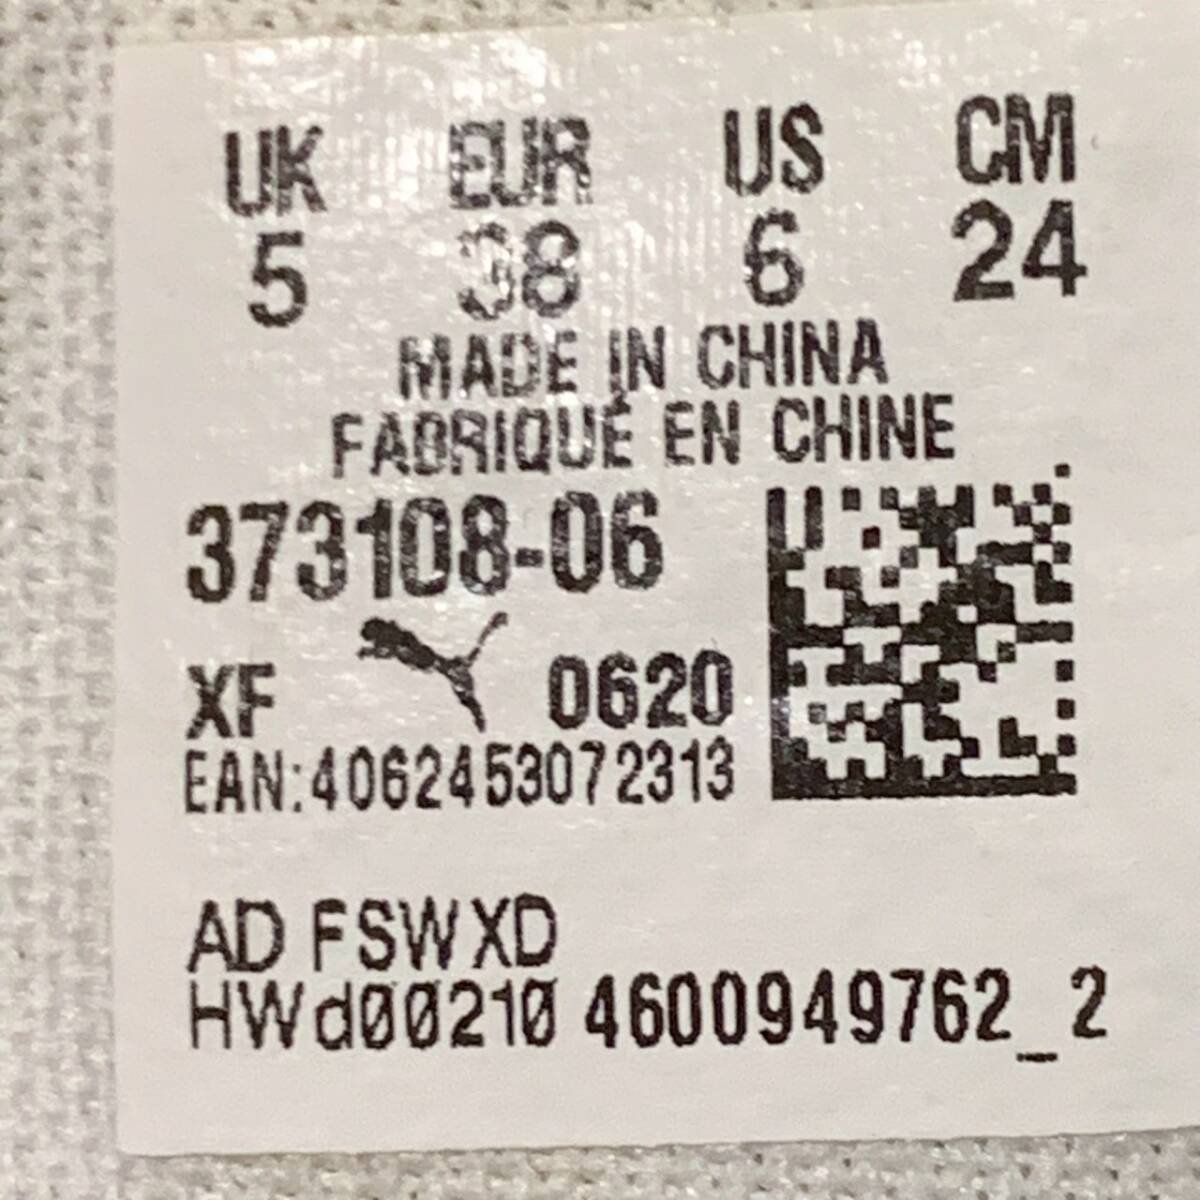 UK EUR US CM
5 38 6 24
MADE IN CHINA
FABRIQUÉ EN CHINE
373108-06
XF 0620
EAN:4062453072313
AD FSWXD
HWd00210 4600949762_2